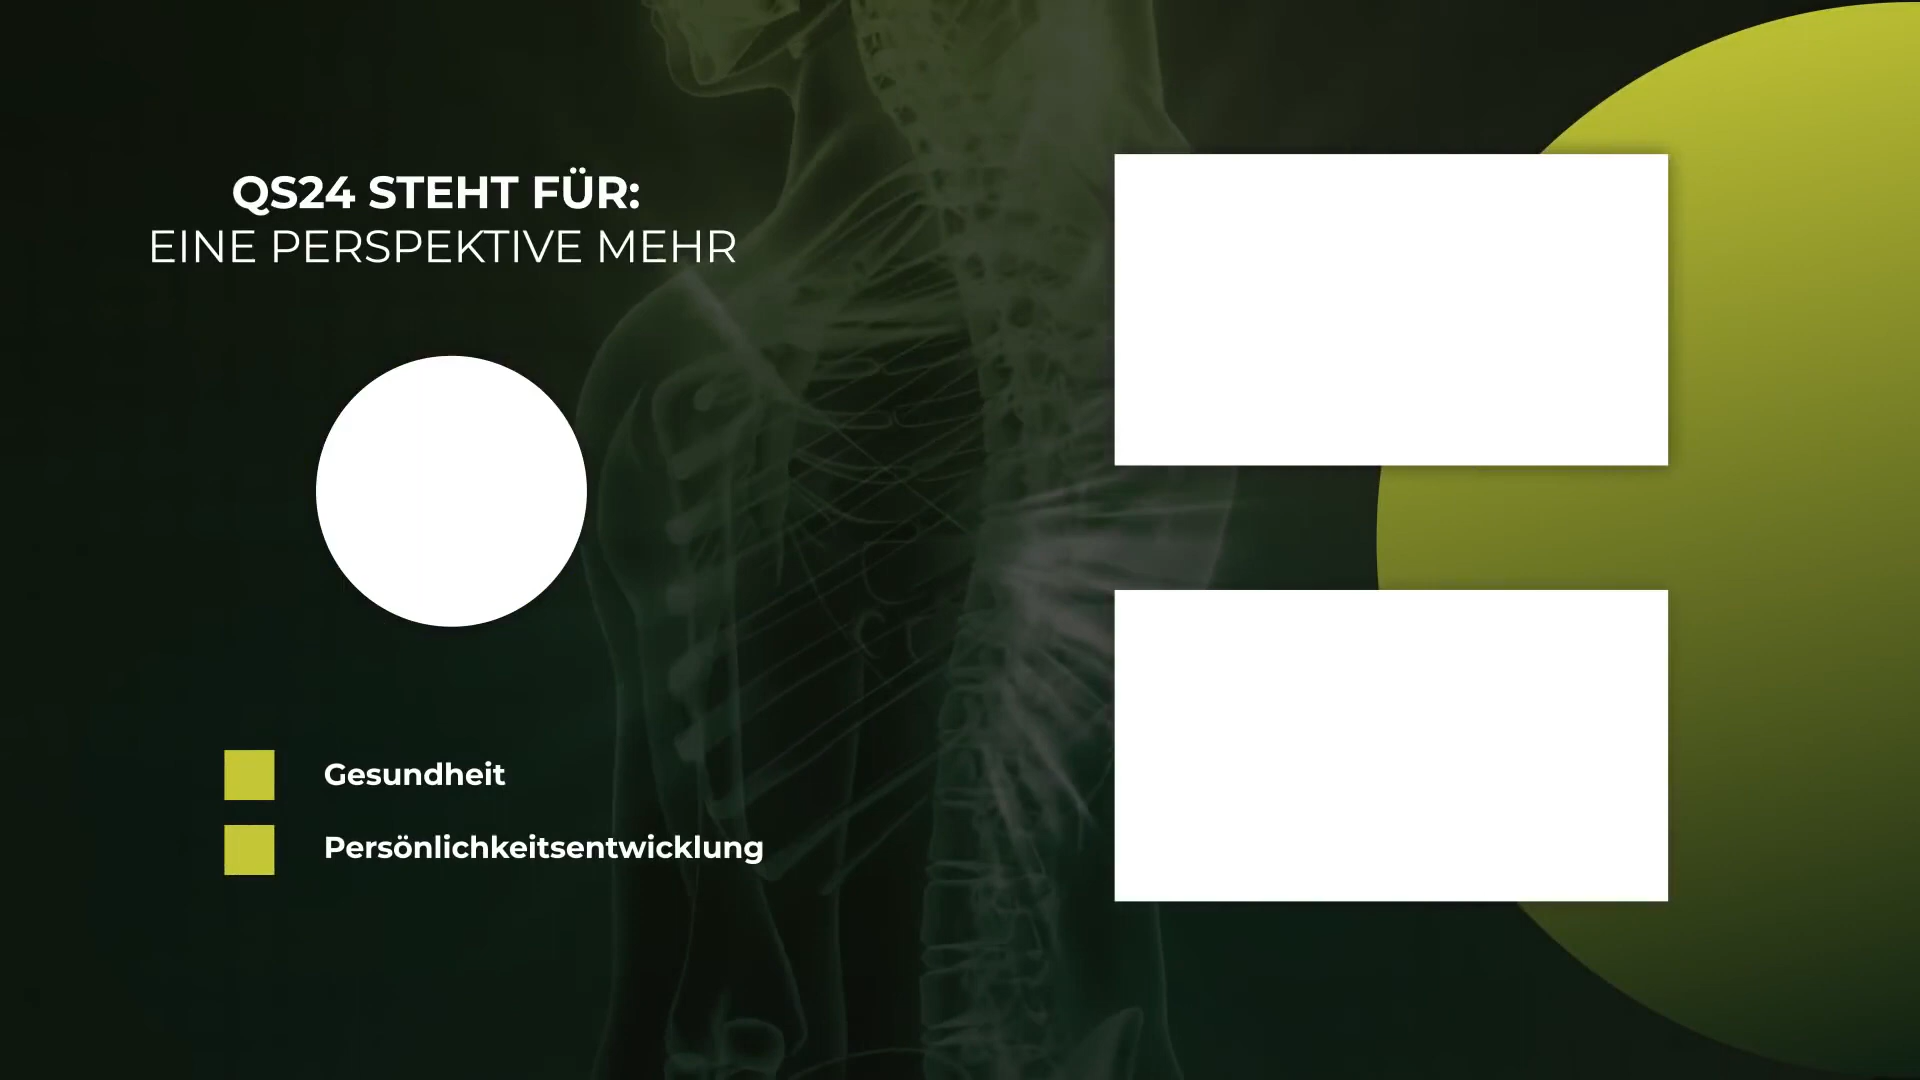 QS24 STEHT FÜR:
EINE PERSPEKTIVE MEHR
Gesundheit
Persönlichkeitsentwicklung